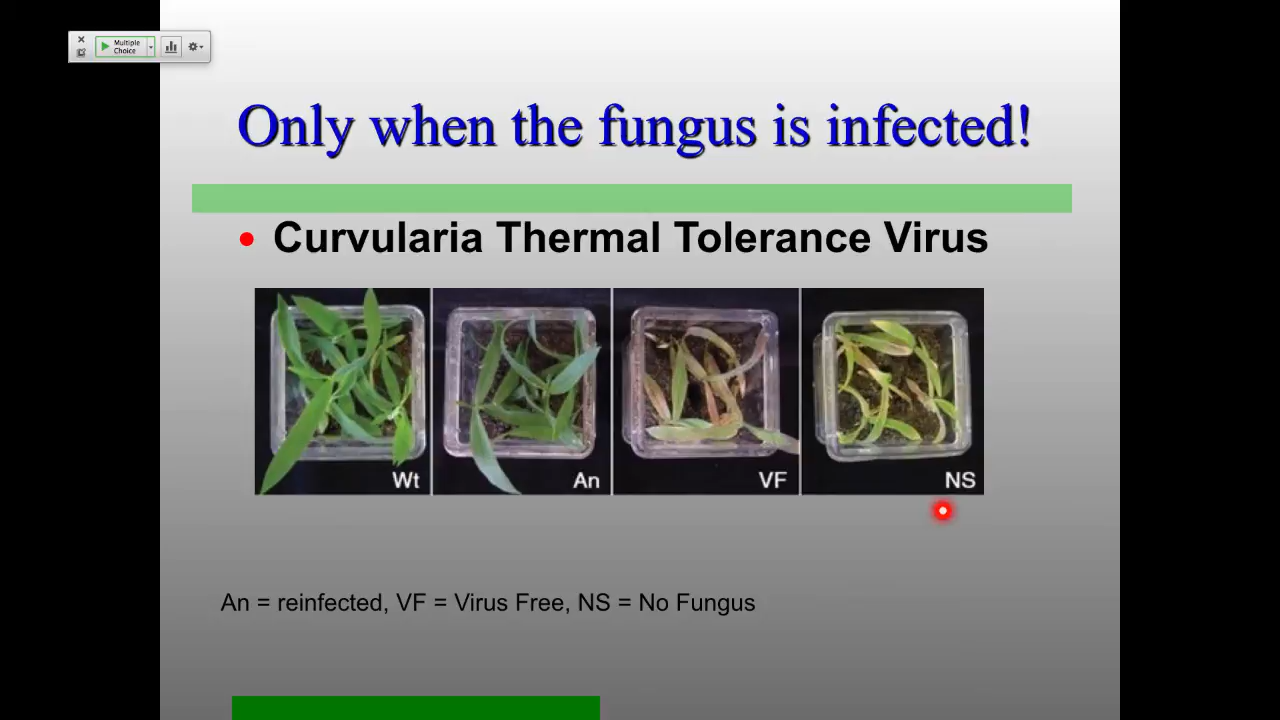 Multiple
Choice
Only when the fungus is infected!
Curvularia Thermal Tolerance Virus
Wt An VF NS
An = reinfected, VF = Virus Free, NS = No Fungus